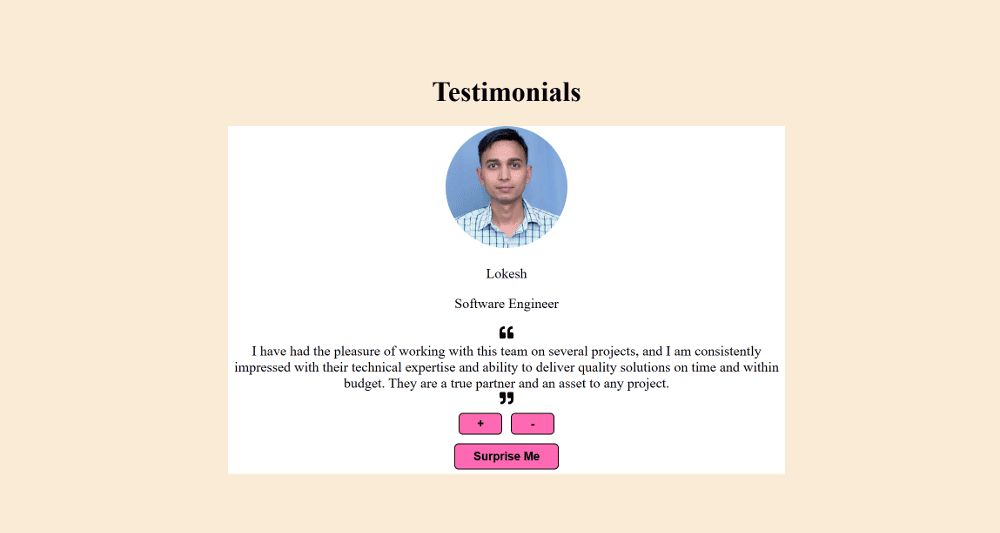 Testimonials
Lokesh
Software Engineer
❝
I have had the pleasure of working with this team on several projects, and I am consistently
impressed with their technical expertise and ability to deliver quality solutions on time and within
budget. They are a true partner and an asset to any project.
❞
+ -
Surprise Me